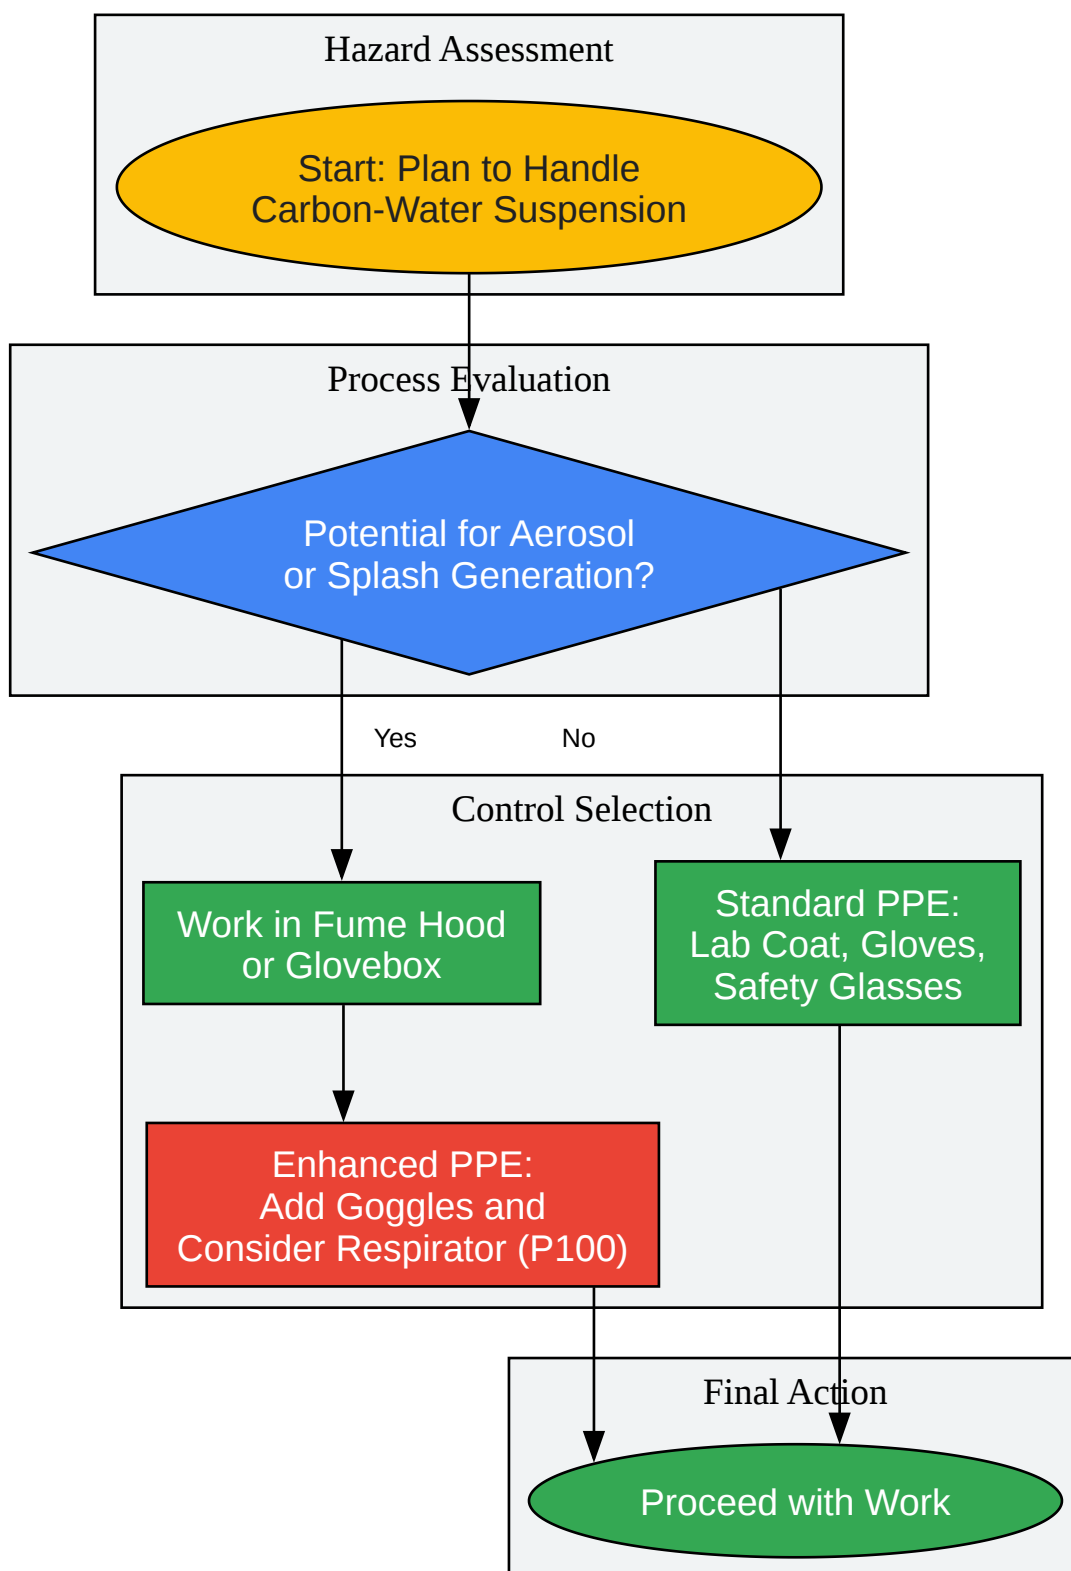 Hazard Assessment
Start: Plan to Handle
Carbon-Water Suspension
Process Evaluation
Potential for Aerosol
or Splash Generation?
Yes
No
Control Selection
Work in Fume Hood
or Glovebox
Standard PPE:
Lab Coat, Gloves,
Safety Glasses
Enhanced PPE:
Add Goggles and
Consider Respirator (P100)
Final Action
Proceed with Work